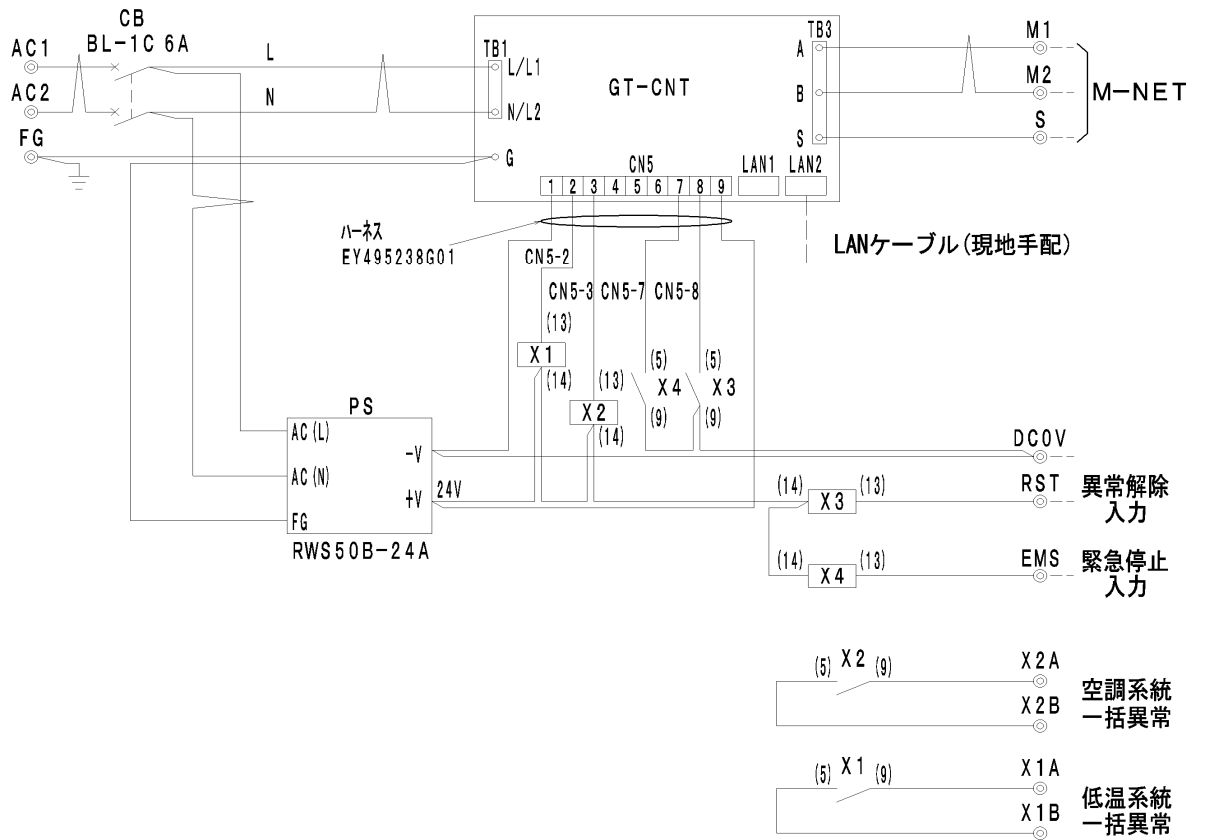 CB
BL-1C 6A
AC1
AC2
FG
L
N
TB1
L/L1
N/L2
G
GT-CNT
TB3
A
B
S
M1
M2
S
M-NET
CN5
LAN1
LAN2
1 2 3 4 5 6 7 8 9
ハーネス
EY495238G01
LANケーブル(現地手配)
CN5-2
CN5-3
CN5-7
CN5-8
(13)
X1
(14)
(13)
X2
(14)
(5)
X4
(9)
(5)
X3
(9)
PS
AC(L)
AC(N)
FG
-V
+V
24V
RWS50B-24A
DC0V
(14)
X3
(13)
RST
異常解除
入力
(14)
X4
(13)
EMS
緊急停止
入力
(5)
X2
(9)
X2A
X2B
空調系統
一括異常
(5)
X1
(9)
X1A
X1B
低温系統
一括異常